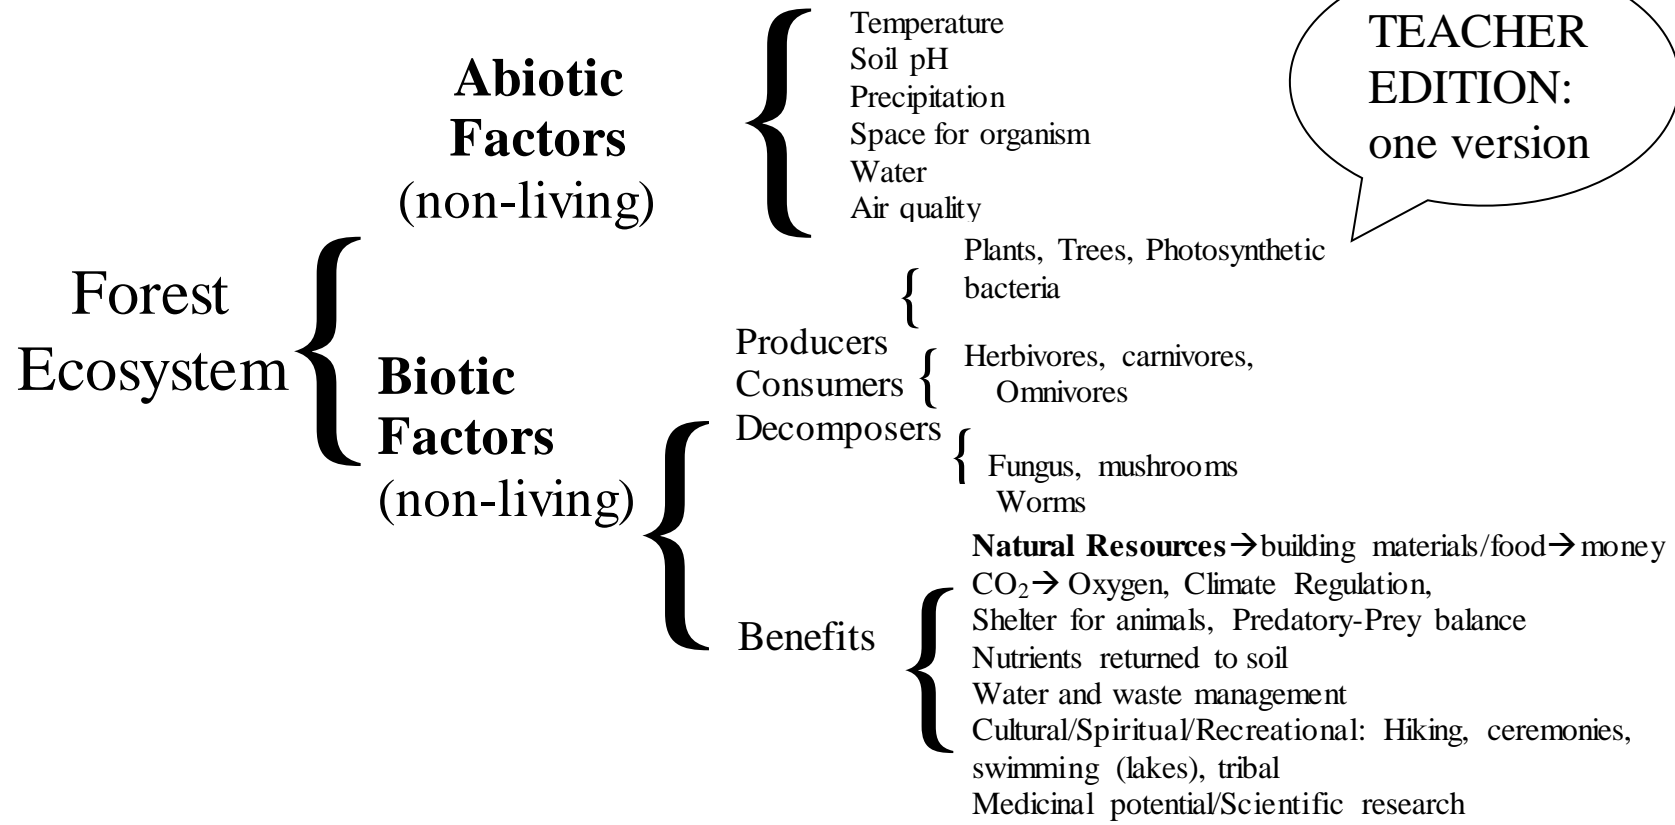 Forest
Ecosystem
Abiotic
Factors
(non-living)
Temperature
Soil pH
Precipitation
Space for organism
Water
Air quality
TEACHER
EDITION:
one version
Biotic
Factors
(non-living)
Producers
Consumers
Decomposers
Plants, Trees, Photosynthetic
bacteria
Herbivores, carnivores,
Omnivores
Fungus, mushrooms
Worms
Benefits
Natural Resources→building materials/food→money
CO₂→ Oxygen, Climate Regulation,
Shelter for animals, Predatory-Prey balance
Nutrients returned to soil
Water and waste management
Cultural/Spiritual/Recreational: Hiking, ceremonies,
swimming (lakes), tribal
Medicinal potential/Scientific research